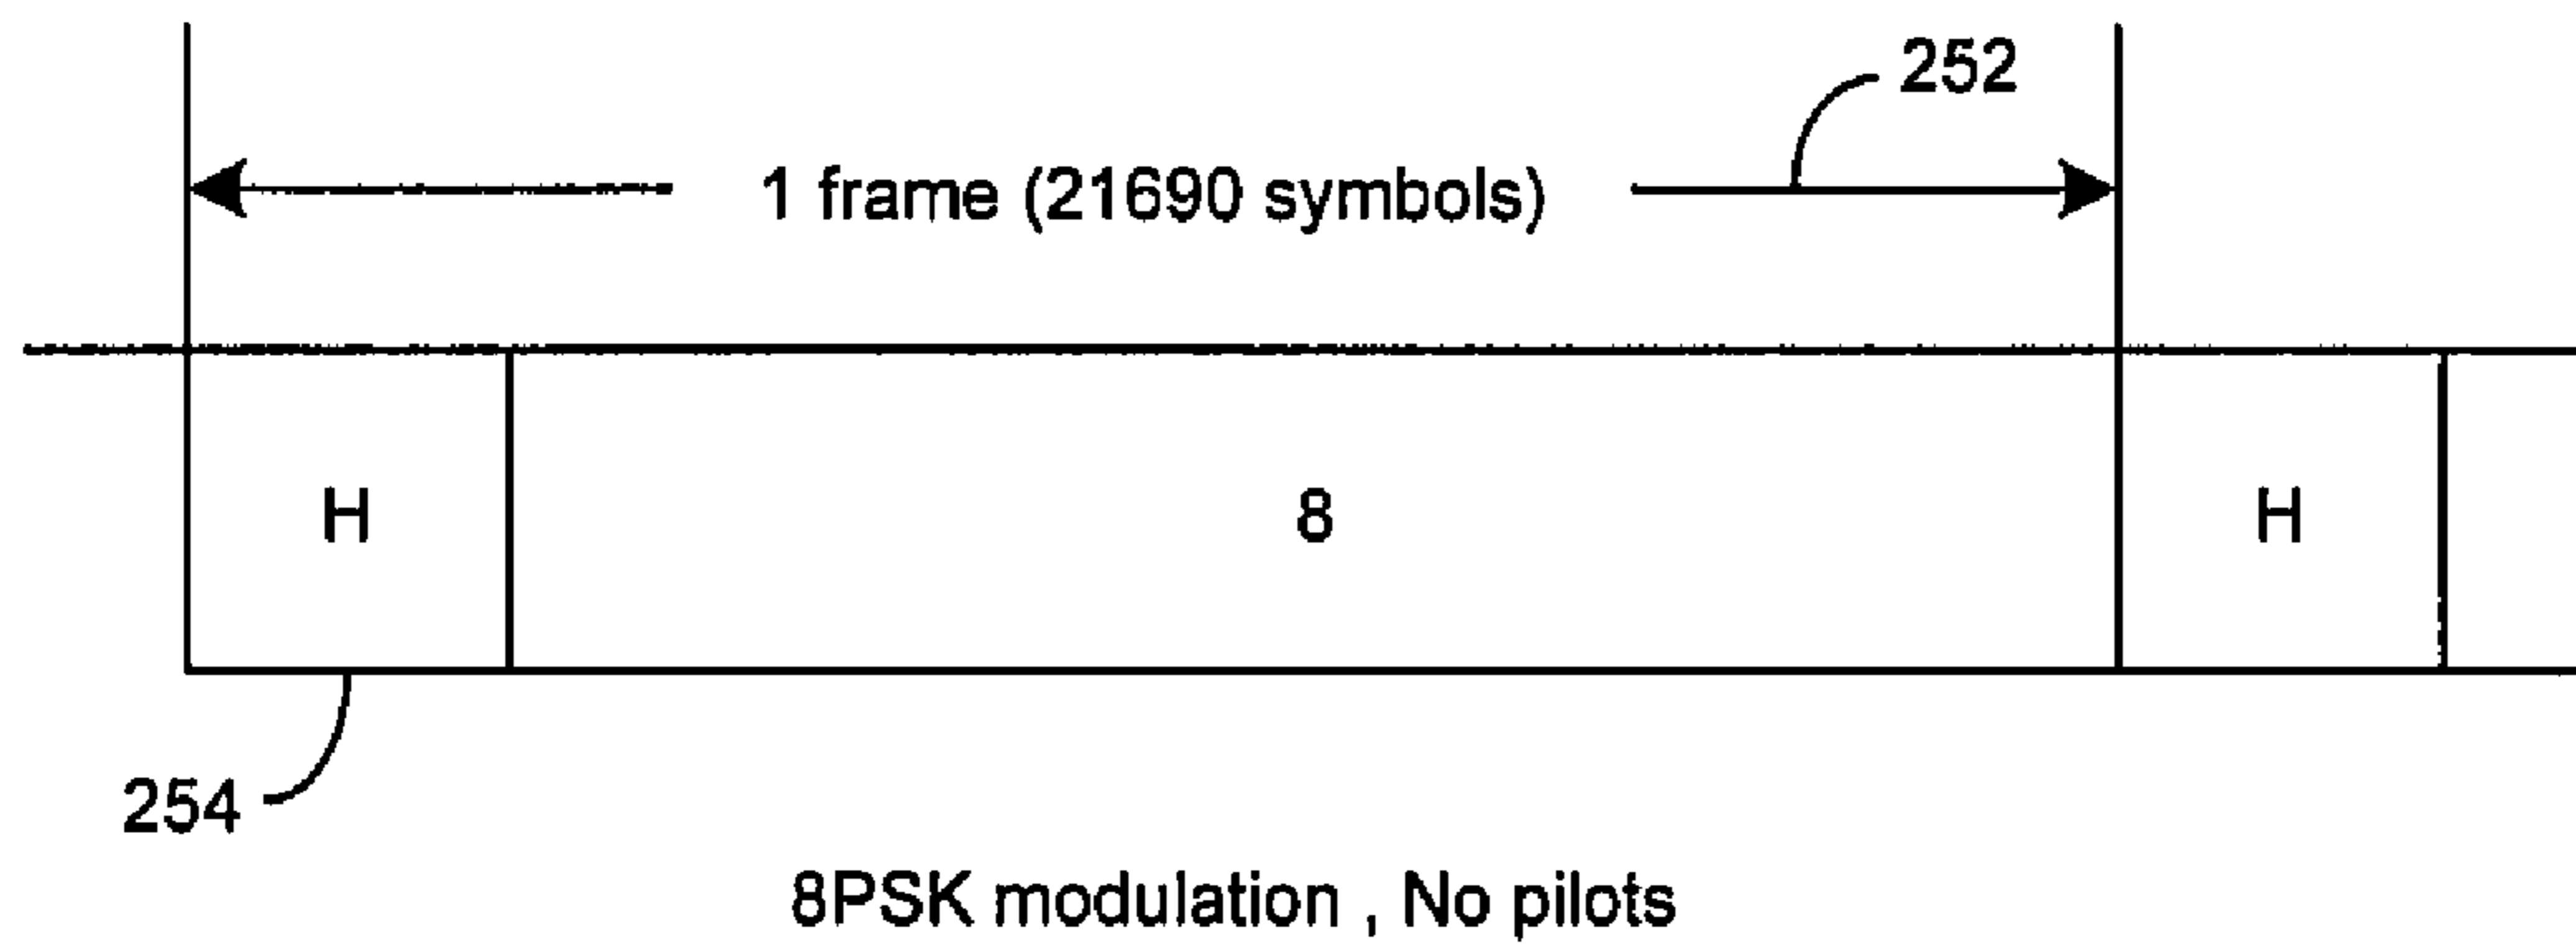 252
1 frame (21690 symbols)
H 8 H
254
8PSK modulation , No pilots